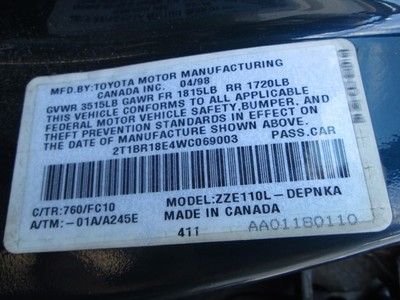 MFD.BY:TOYOTA MOTOR MANUFACTURING
CANADA INC. 04/98
GVWR 3515LB GAWR FR 1815LB RR 1720LB
THIS VEHICLE CONFORMS TO ALL APPLICABLE
FEDERAL MOTOR VEHICLE SAFETY,BUMPER, AND
THEFT PREVENTION STANDARDS IN EFFECT ON
THE DATE OF MANUFACTURE SHOWN ABOVE.
2T1BR18E4WC069003 PASS.CAR
C/TR:760/FC10 MODEL:ZZE110L-DEPNKA
A/TM:-01A/A245E MADE IN CANADA
411 AA01180110